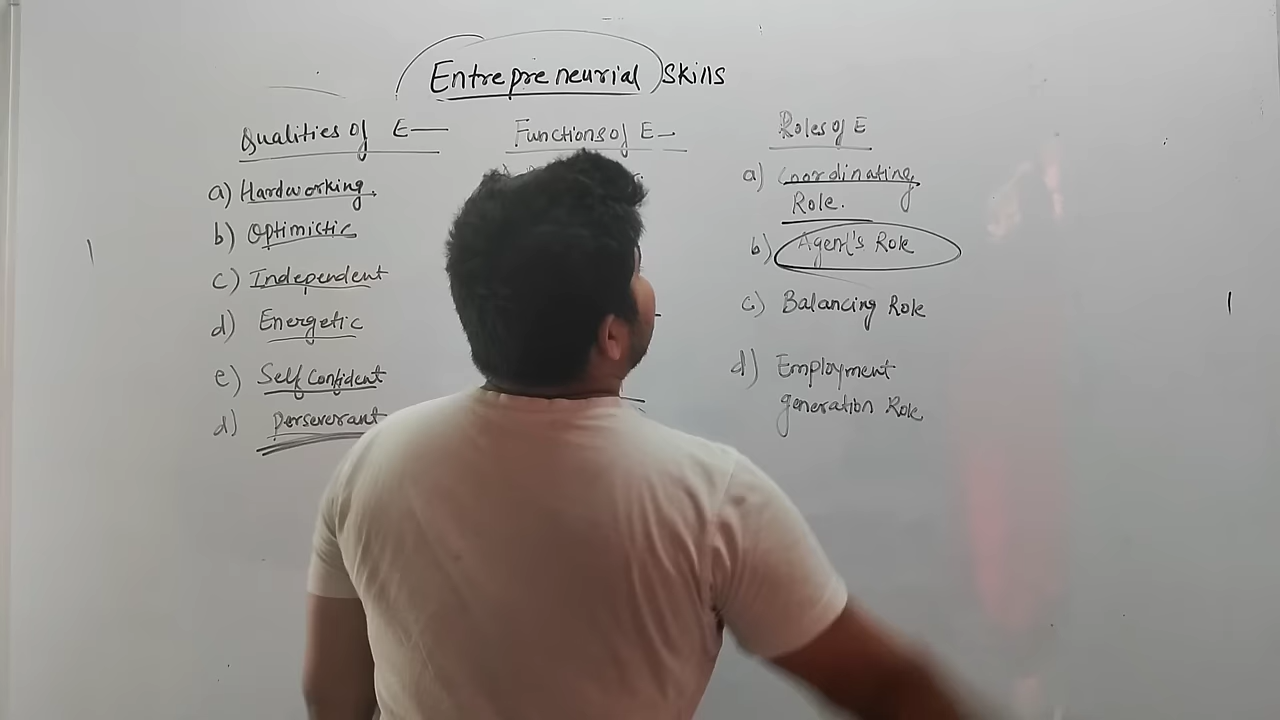 Entrepreneurial Skills
Qualities of E—
a) Hardworking.
b) Optimistic
c) Independent
d) Energetic
e) Self Confident
d) Perseverant
Functions of E—
Roles of E
a) Coordinating
Role.
b) Agent's Role
c) Balancing Role
d) Employment
generation Role